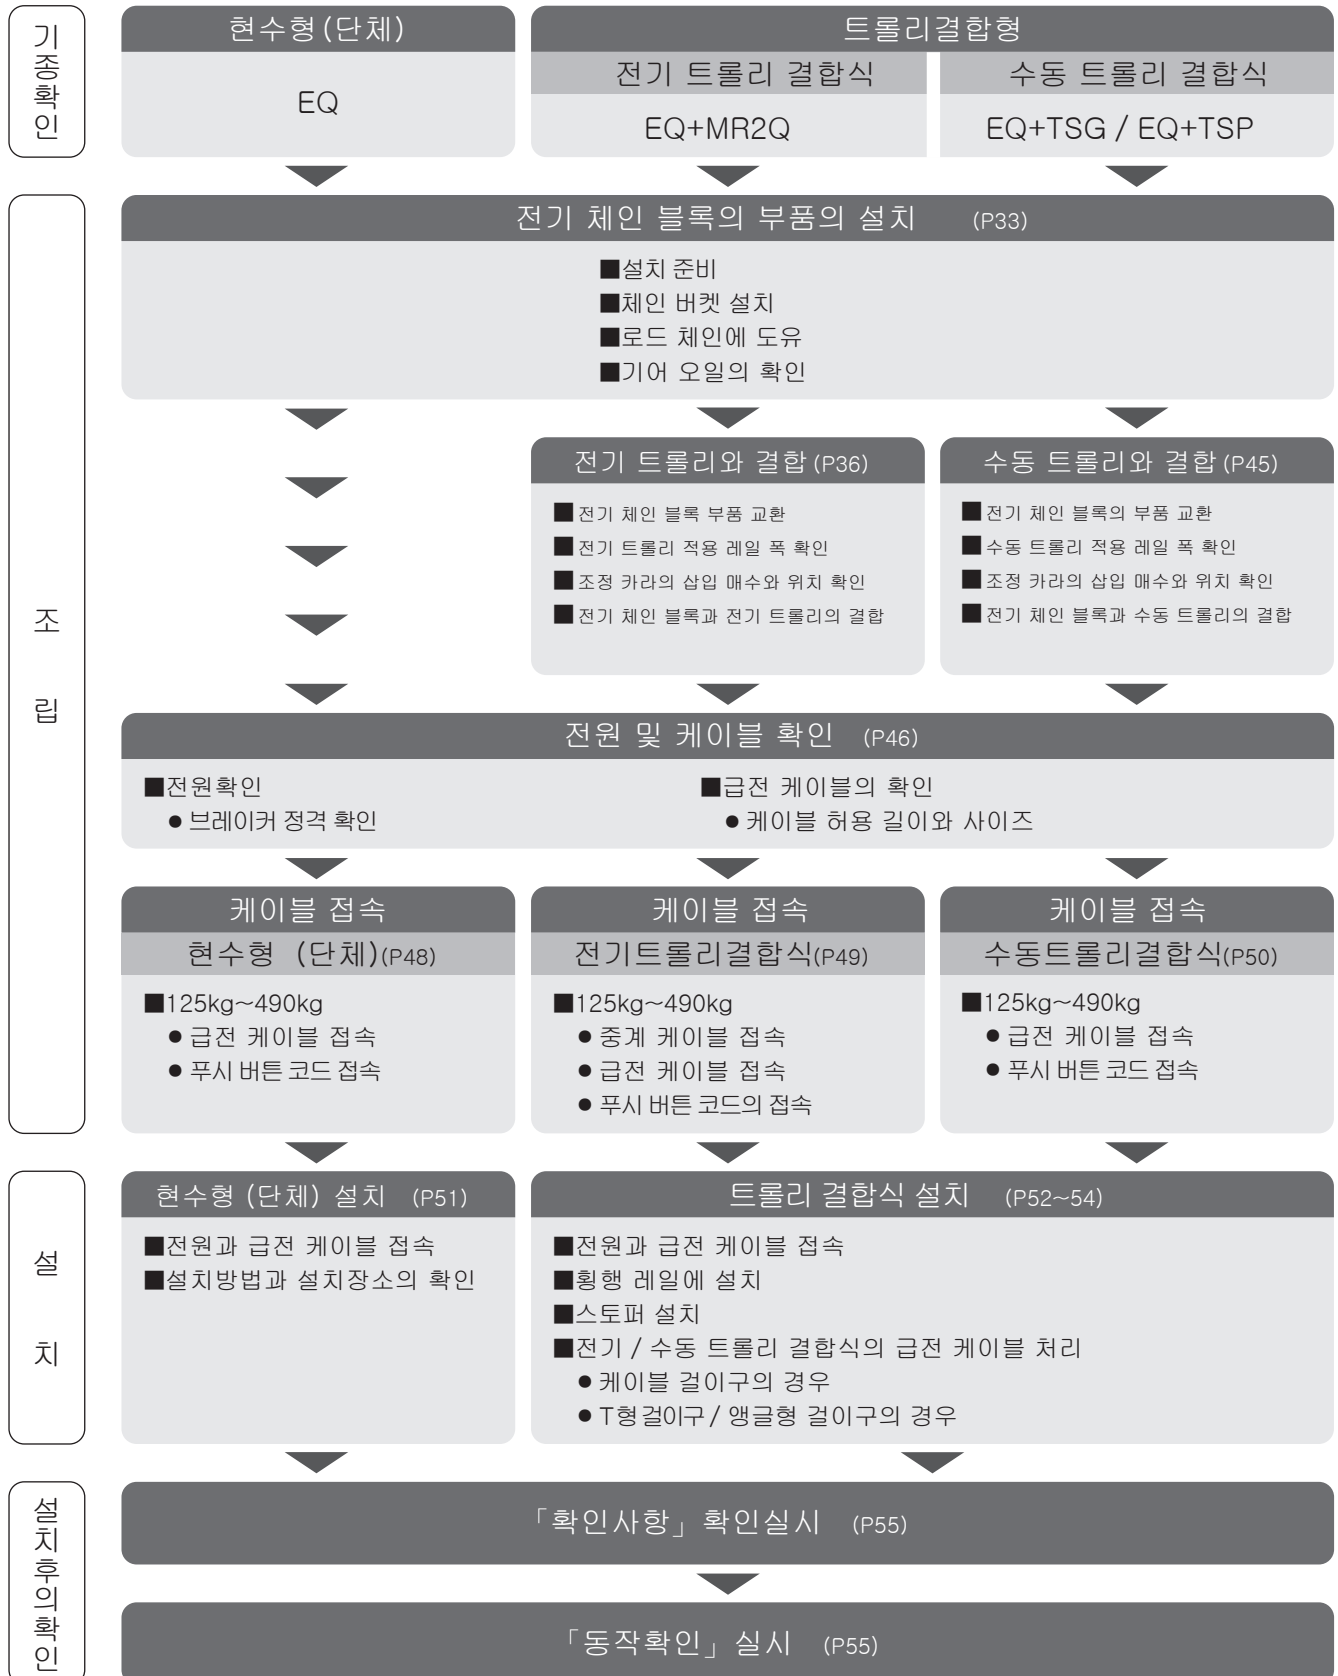 기종확인
현수형(단체)
EQ
트롤리결합형
전기 트롤리 결합식
EQ+MR2Q
수동 트롤리 결합식
EQ+TSG / EQ+TSP
조 립
전기 체인 블록의 부품의 설치 (P33)
■설치 준비
■체인 버켓 설치
■로드 체인에 도유
■기어 오일의 확인
전기 트롤리와 결합(P36)
■전기 체인 블록 부품 교환
■전기 트롤리 적용 레일 폭 확인
■조정 카라의 삽입 매수와 위치 확인
■전기 체인 블록과 전기 트롤리의 결합
수동 트롤리와 결합(P45)
■전기 체인 블록의 부품 교환
■수동 트롤리 적용 레일 폭 확인
■조정 카라의 삽입 매수와 위치 확인
■전기 체인 블록과 수동 트롤리의 결합
전원 및 케이블 확인 (P46)
■전원확인
●브레이커 정격 확인
■급전 케이블의 확인
●케이블 허용 길이와 사이즈
케이블 접속
현수형 (단체)(P48)
■125kg~490kg
●급전 케이블 접속
●푸시 버튼 코드 접속
케이블 접속
전기트롤리결합식(P49)
■125kg~490kg
●중계 케이블 접속
●급전 케이블 접속
●푸시 버튼 코드의 접속
케이블 접속
수동트롤리결합식(P50)
■125kg~490kg
●급전 케이블 접속
●푸시 버튼 코드 접속
설 치
현수형 (단체) 설치 (P51)
■전원과 급전 케이블 접속
■설치방법과 설치장소의 확인
트롤리 결합식 설치 (P52~54)
■전원과 급전 케이블 접속
■횡행 레일에 설치
■스토퍼 설치
■전기 / 수동 트롤리 결합식의 급전 케이블 처리
●케이블 걸이구의 경우
●T형걸이구 / 앵글형 걸이구의 경우
설치후의확인
「확인사항」확인실시 (P55)
「동작확인」실시 (P55)